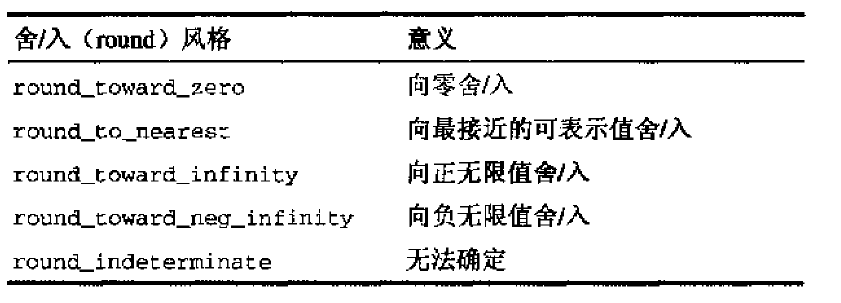 舍/入（round）风格 意义
round_toward_zero 向零舍/入
round_to_nearest 向最接近的可表示值舍/入
round_toward_infinity 向正无限值舍/入
round_toward_neg_infinity 向负无限值舍/入
round_indeterminate 无法确定